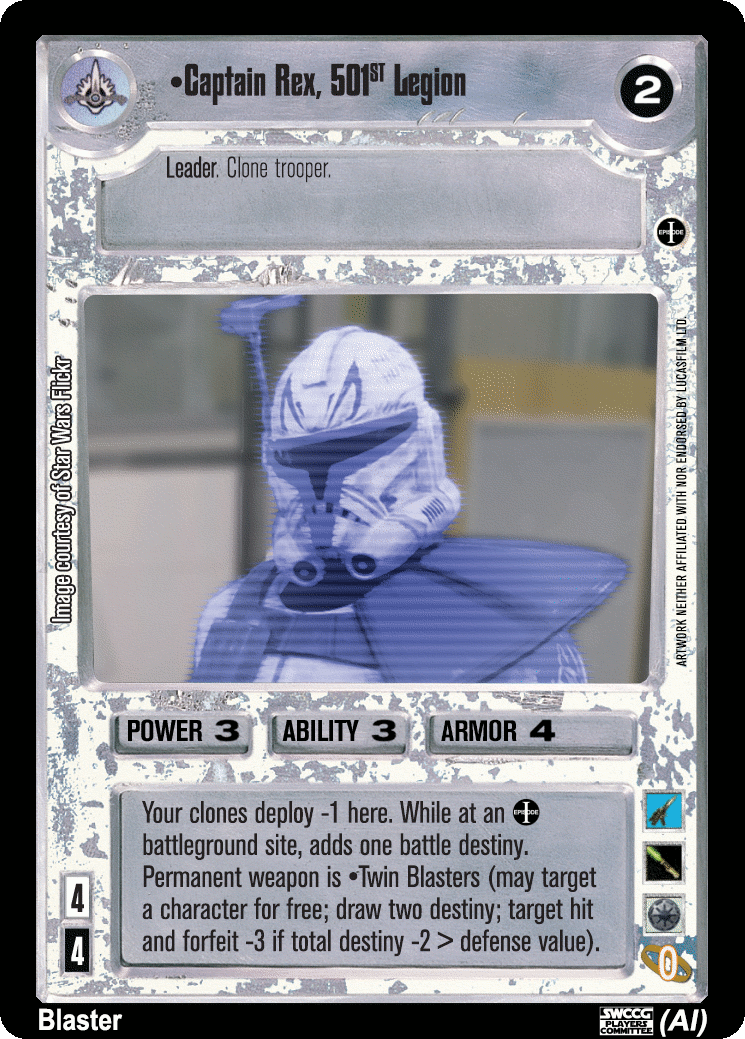 •Captain Rex, 501ST Legion
2
Leader. Clone trooper.
EPISODE I
Image courtesy of Star Wars Flickr
ARTWORK NEITHER AFFILIATED WITH NOR ENDORSED BY LUCASFILM LTD.
POWER 3 ABILITY 3 ARMOR 4
Your clones deploy -1 here. While at an EPISODE I
battleground site, adds one battle destiny.
Permanent weapon is •Twin Blasters (may target
a character for free; draw two destiny; target hit
and forfeit -3 if total destiny -2 > defense value).
4
4
0
Blaster
SWCCG
PLAYERS
COMMITTEE
(AI)